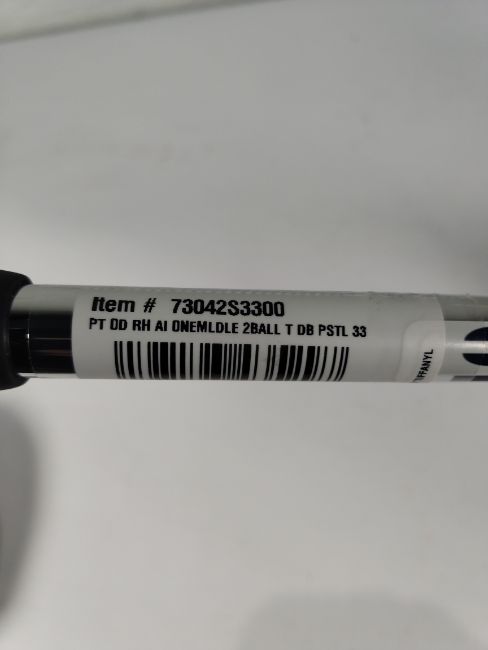 Item # 73042S3300
PT OD RH AI ONEMLDLE 2BALL T DB PSTL 33